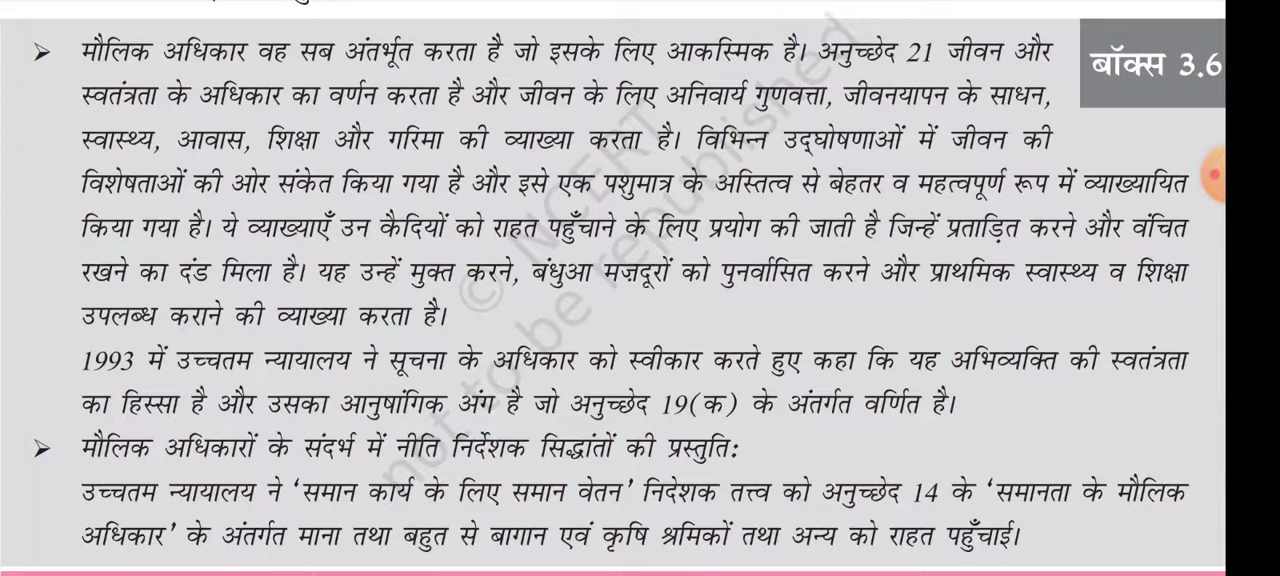 ➢ मौलिक अधिकार वह सब अंतर्भूत करता है जो इसके लिए आकस्मिक है। अनुच्छेद 21 जीवन और
बॉक्स 3.6
स्वतंत्रता के अधिकार का वर्णन करता है और जीवन के लिए अनिवार्य गुणवत्ता, जीवनयापन के साधन,
स्वास्थ्य, आवास, शिक्षा और गरिमा की व्याख्या करता है। विभिन्न उद्घोषणाओं में जीवन की
विशेषताओं की ओर संकेत किया गया है और इसे एक पशुमात्र के अस्तित्व से बेहतर व महत्वपूर्ण रूप में व्याख्यायित
किया गया है। ये व्याख्याएँ उन कैदियों को राहत पहुँचाने के लिए प्रयोग की जाती है जिन्हें प्रताड़ित करने और वंचित
रखने का दंड मिला है। यह उन्हें मुक्त करने, बंधुआ मज़दूरों को पुनर्वासित करने और प्राथमिक स्वास्थ्य व शिक्षा
उपलब्ध कराने की व्याख्या करता है।
1993 में उच्चतम न्यायालय ने सूचना के अधिकार को स्वीकार करते हुए कहा कि यह अभिव्यक्ति की स्वतंत्रता
का हिस्सा है और उसका आनुषांगिक अंग है जो अनुच्छेद 19(क) के अंतर्गत वर्णित है।
➢ मौलिक अधिकारों के संदर्भ में नीति निर्देशक सिद्धांतों की प्रस्तुति:
उच्चतम न्यायालय ने 'समान कार्य के लिए समान वेतन' निदेशक तत्त्व को अनुच्छेद 14 के 'समानता के मौलिक
अधिकार' के अंतर्गत माना तथा बहुत से बागान एवं कृषि श्रमिकों तथा अन्य को राहत पहुँचाई।
© NCERT
not to be republished